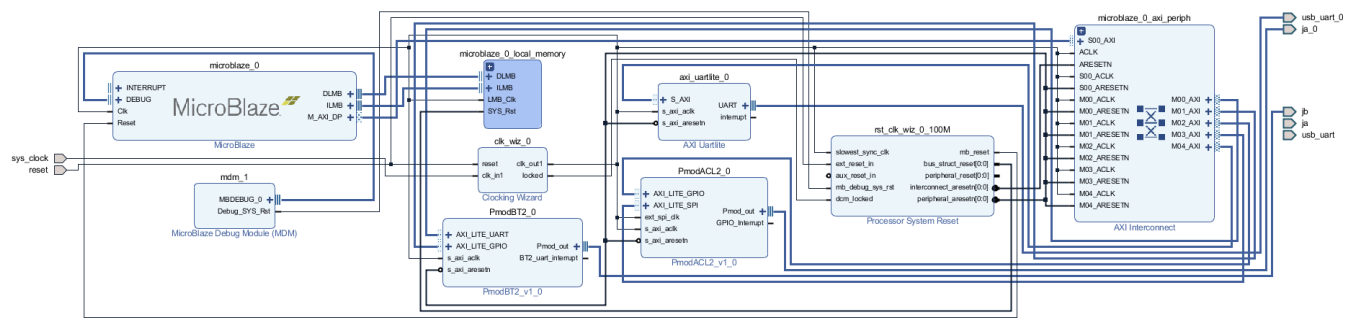 microblaze_0
INTERRUPT
DEBUG
Clk
Reset
DLMB
ILMB
M_AXI_DP
MicroBlaze
MicroBlaze
sys_clock
reset
mdm_1
MBDEBUG_0
Debug_SYS_Rst
MicroBlaze Debug Module (MDM)
microblaze_0_local_memory
DLMB
ILMB
LMB_Clk
SYS_Rst
clk_wiz_0
reset
clk_in1
clk_out1
locked
Clocking Wizard
PmodBT2_0
AXI_LITE_UART
AXI_LITE_GPIO
s_axi_aclk
s_axi_aresetn
Pmod_out
BT2_uart_interrupt
PmodBT2_v1_0
axi_uartlite_0
S_AXI
s_axi_aclk
s_axi_aresetn
UART
interrupt
AXI Uartlite
PmodACL2_0
AXI_LITE_GPIO
AXI_LITE_SPI
ext_spi_clk
s_axi_aclk
s_axi_aresetn
Pmod_out
GPIO_Interrupt
PmodACL2_v1_0
rst_clk_wiz_0_100M
slowest_sync_clk
ext_reset_in
aux_reset_in
mb_debug_sys_rst
dcm_locked
mb_reset
bus_struct_reset[0:0]
peripheral_reset[0:0]
interconnect_aresetn[0:0]
peripheral_aresetn[0:0]
Processor System Reset
microblaze_0_axi_periph
S00_AXI
ACLK
ARESETN
S00_ACLK
S00_ARESETN
M00_ACLK
M00_ARESETN
M01_ACLK
M01_ARESETN
M02_ACLK
M02_ARESETN
M03_ACLK
M03_ARESETN
M04_ACLK
M04_ARESETN
M00_AXI
M01_AXI
M02_AXI
M03_AXI
M04_AXI
AXI Interconnect
usb_uart_0
ja_0
jb
ja
usb_uart